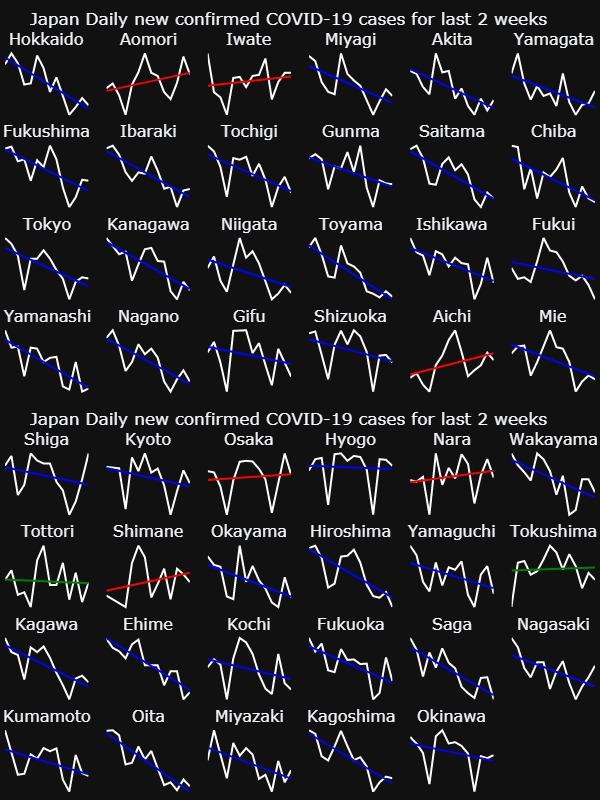 Japan Daily new confirmed COVID-19 cases for last 2 weeks
Hokkaido Aomori Iwate Miyagi Akita Yamagata
Fukushima Ibaraki Tochigi Gunma Saitama Chiba
Tokyo Kanagawa Niigata Toyama Ishikawa Fukui
Yamanashi Nagano Gifu Shizuoka Aichi Mie
Japan Daily new confirmed COVID-19 cases for last 2 weeks
Shiga Kyoto Osaka Hyogo Nara Wakayama
Tottori Shimane Okayama Hiroshima Yamaguchi Tokushima
Kagawa Ehime Kochi Fukuoka Saga Nagasaki
Kumamoto Oita Miyazaki Kagoshima Okinawa